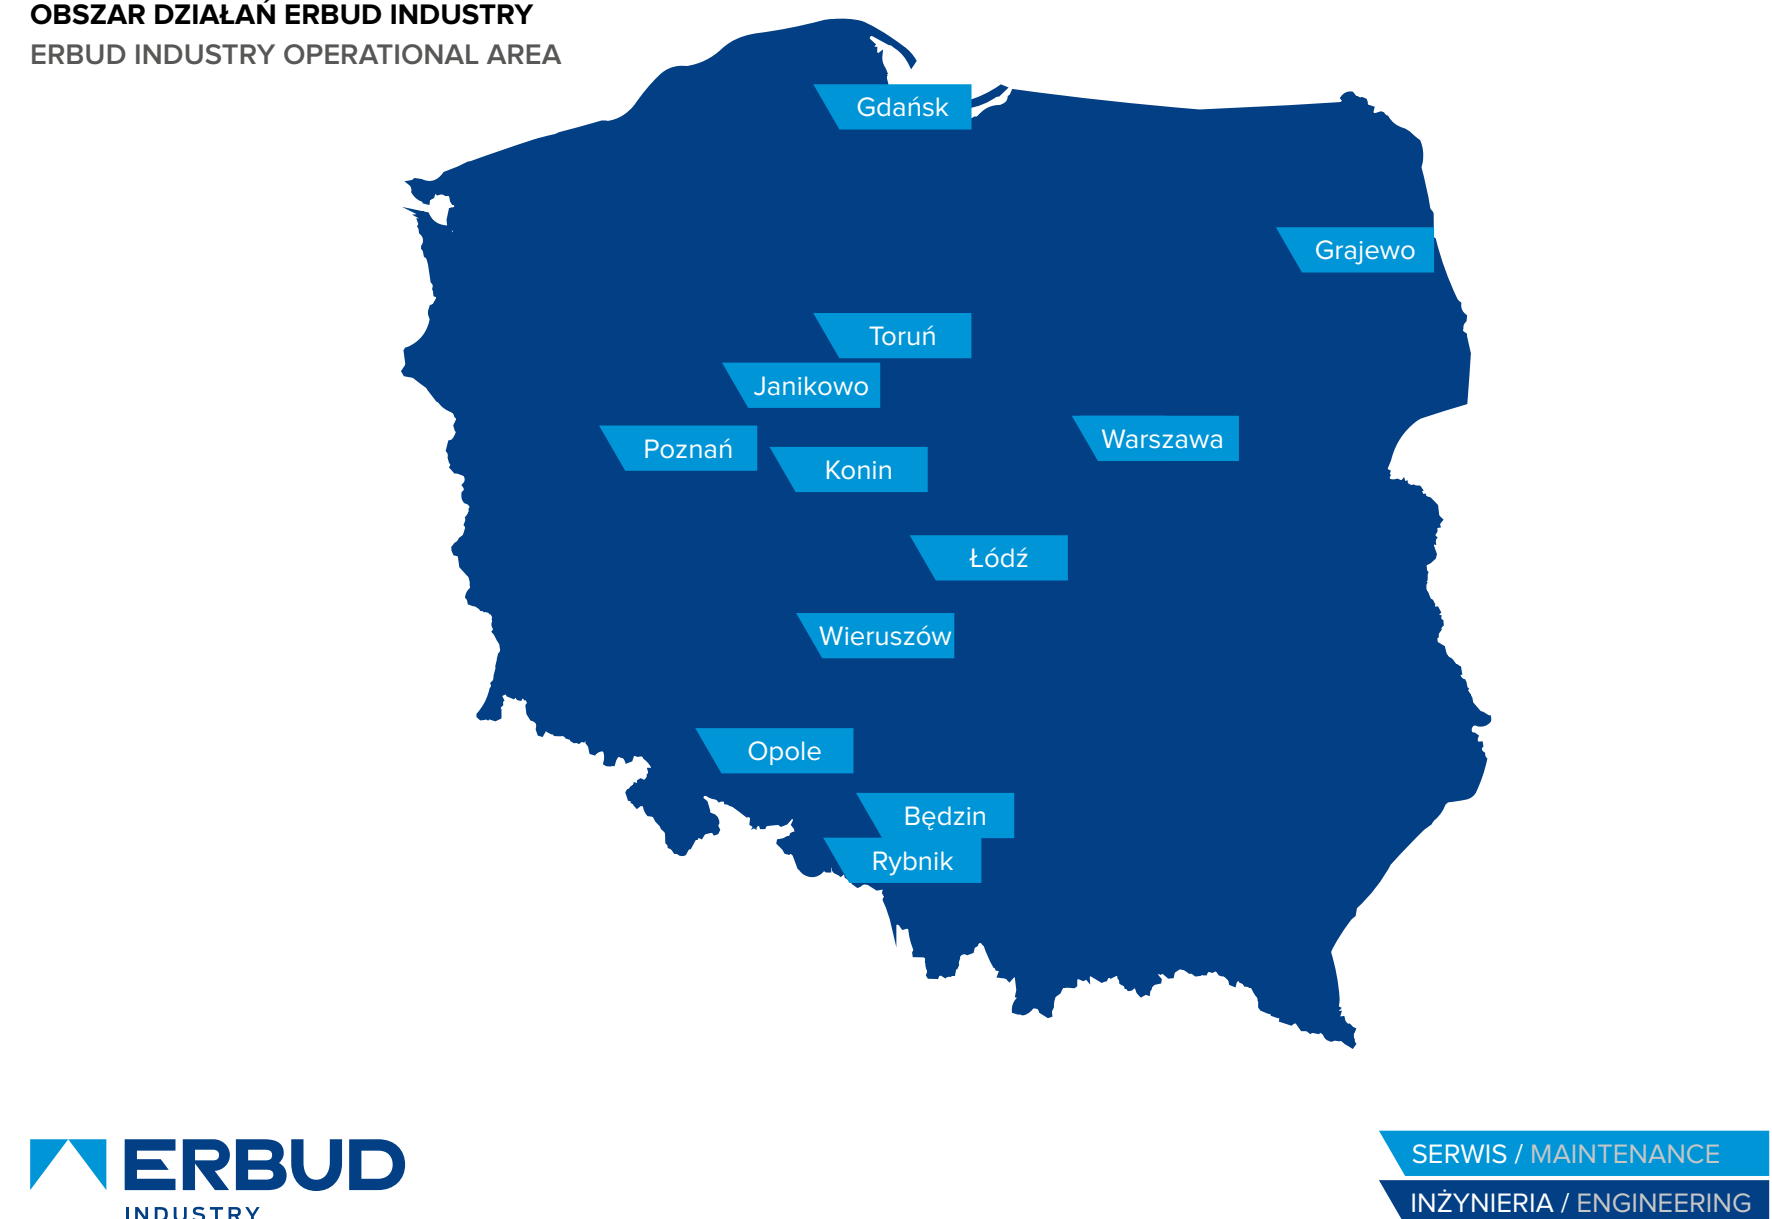 OBSZAR DZIAŁAŃ ERBUD INDUSTRY
ERBUD INDUSTRY OPERATIONAL AREA
Gdańsk
Grajewo
Toruń
Janikowo
Warszawa
Poznań
Konin
Łódź
Wieruszów
Opole
Będzin
Rybnik
ERBUD
INDUSTRY
SERWIS / MAINTENANCE
INŻYNIERIA / ENGINEERING